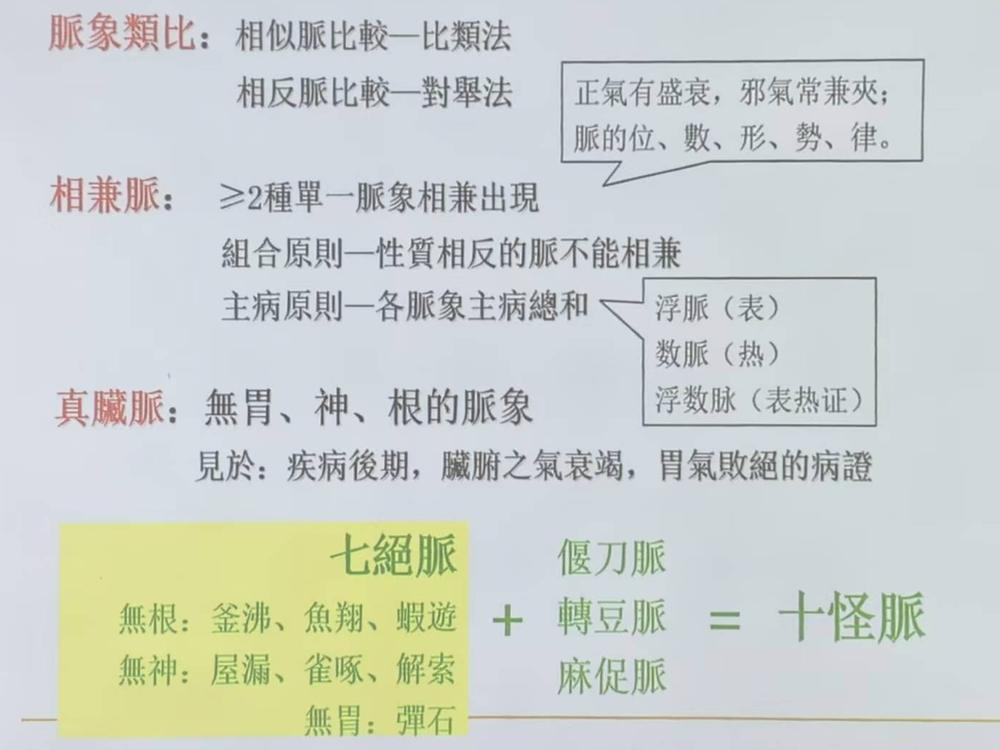 脈象類比：相似脈比較—比類法
相反脈比較—對舉法
正氣有盛衰，邪氣常兼夾；
脈的位、數、形、勢、律。
相兼脈：≥2種單一脈象相兼出現
組合原則—性質相反的脈不能相兼
主病原則—各脈象主病總和
浮脈（表）
数脈（热）
浮数脉（表热证）
真臟脈：無胃、神、根的脈象
見於：疾病後期，臟腑之氣衰竭，胃氣敗絕的病證
七絕脈
無根：釜沸、魚翔、蝦遊
無神：屋漏、雀啄、解索
無胃：彈石
+
偃刀脈
轉豆脈
麻促脈
= 十怪脈